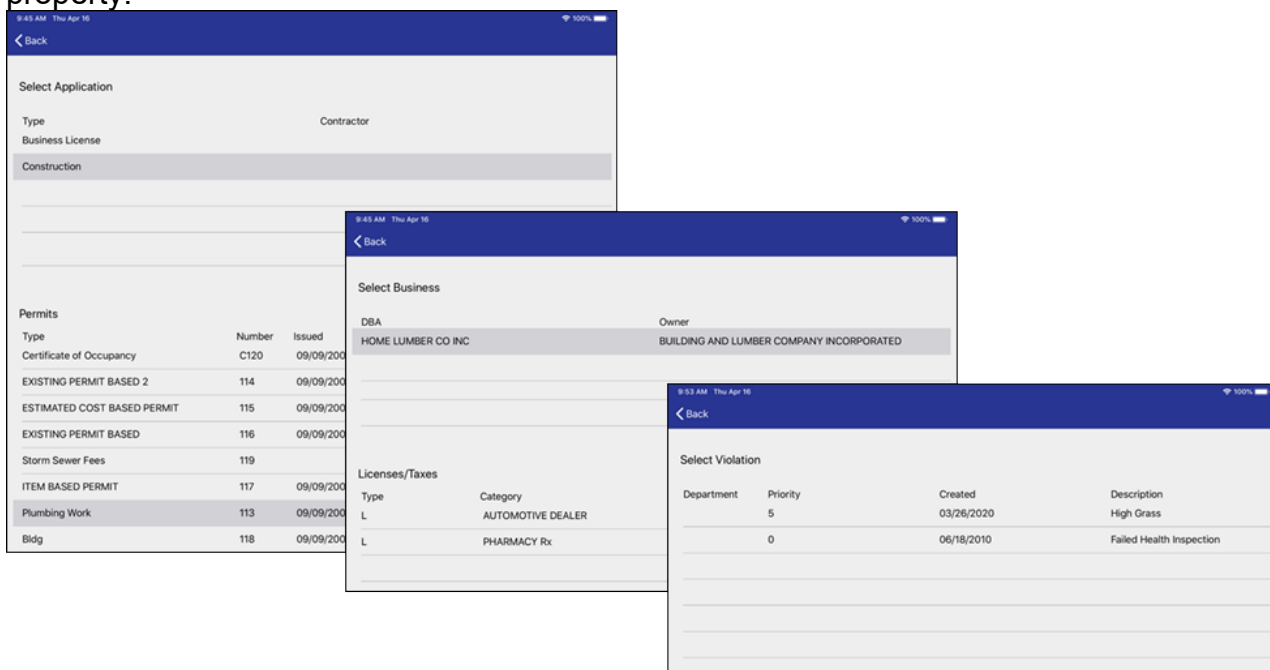 property.
9:45 AM Thu Apr 16 100%
Back
Select Application
Type Contractor
Business License
Construction
Permits
Type Number Issued
Certificate of Occupancy C120 09/09/200
EXISTING PERMIT BASED 2 114 09/09/200
ESTIMATED COST BASED PERMIT 115 09/09/200
EXISTING PERMIT BASED 116 09/09/200
Storm Sewer Fees 119
ITEM BASED PERMIT 117 09/09/200
Plumbing Work 113 09/09/200
Bldg 118 09/09/200
9:45 AM Thu Apr 16 100%
Back
Select Business
DBA Owner
HOME LUMBER CO INC BUILDING AND LUMBER COMPANY INCORPORATED
Licenses/Taxes
Type Category
L AUTOMOTIVE DEALER
L PHARMACY Rx
9:53 AM Thu Apr 16 100%
Back
Select Violation
Department Priority Created Description
5 03/26/2020 High Grass
0 06/18/2010 Failed Health Inspection